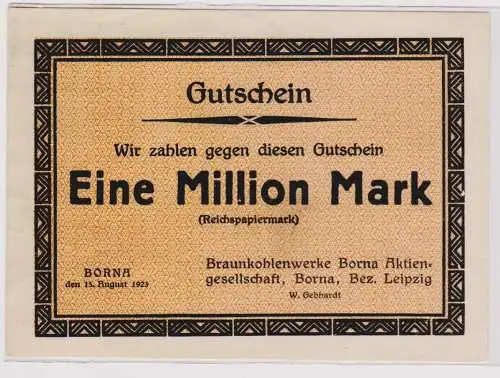 Gutschein
Wir zahlen gegen diesen Gutschein
Eine Million Mark
(Reichspapiermark)
BORNA
den 15. August 1923
Braunkohlenwerke Borna Aktien-
gesellschaft, Borna, Bez. Leipzig
W. Gebhardt